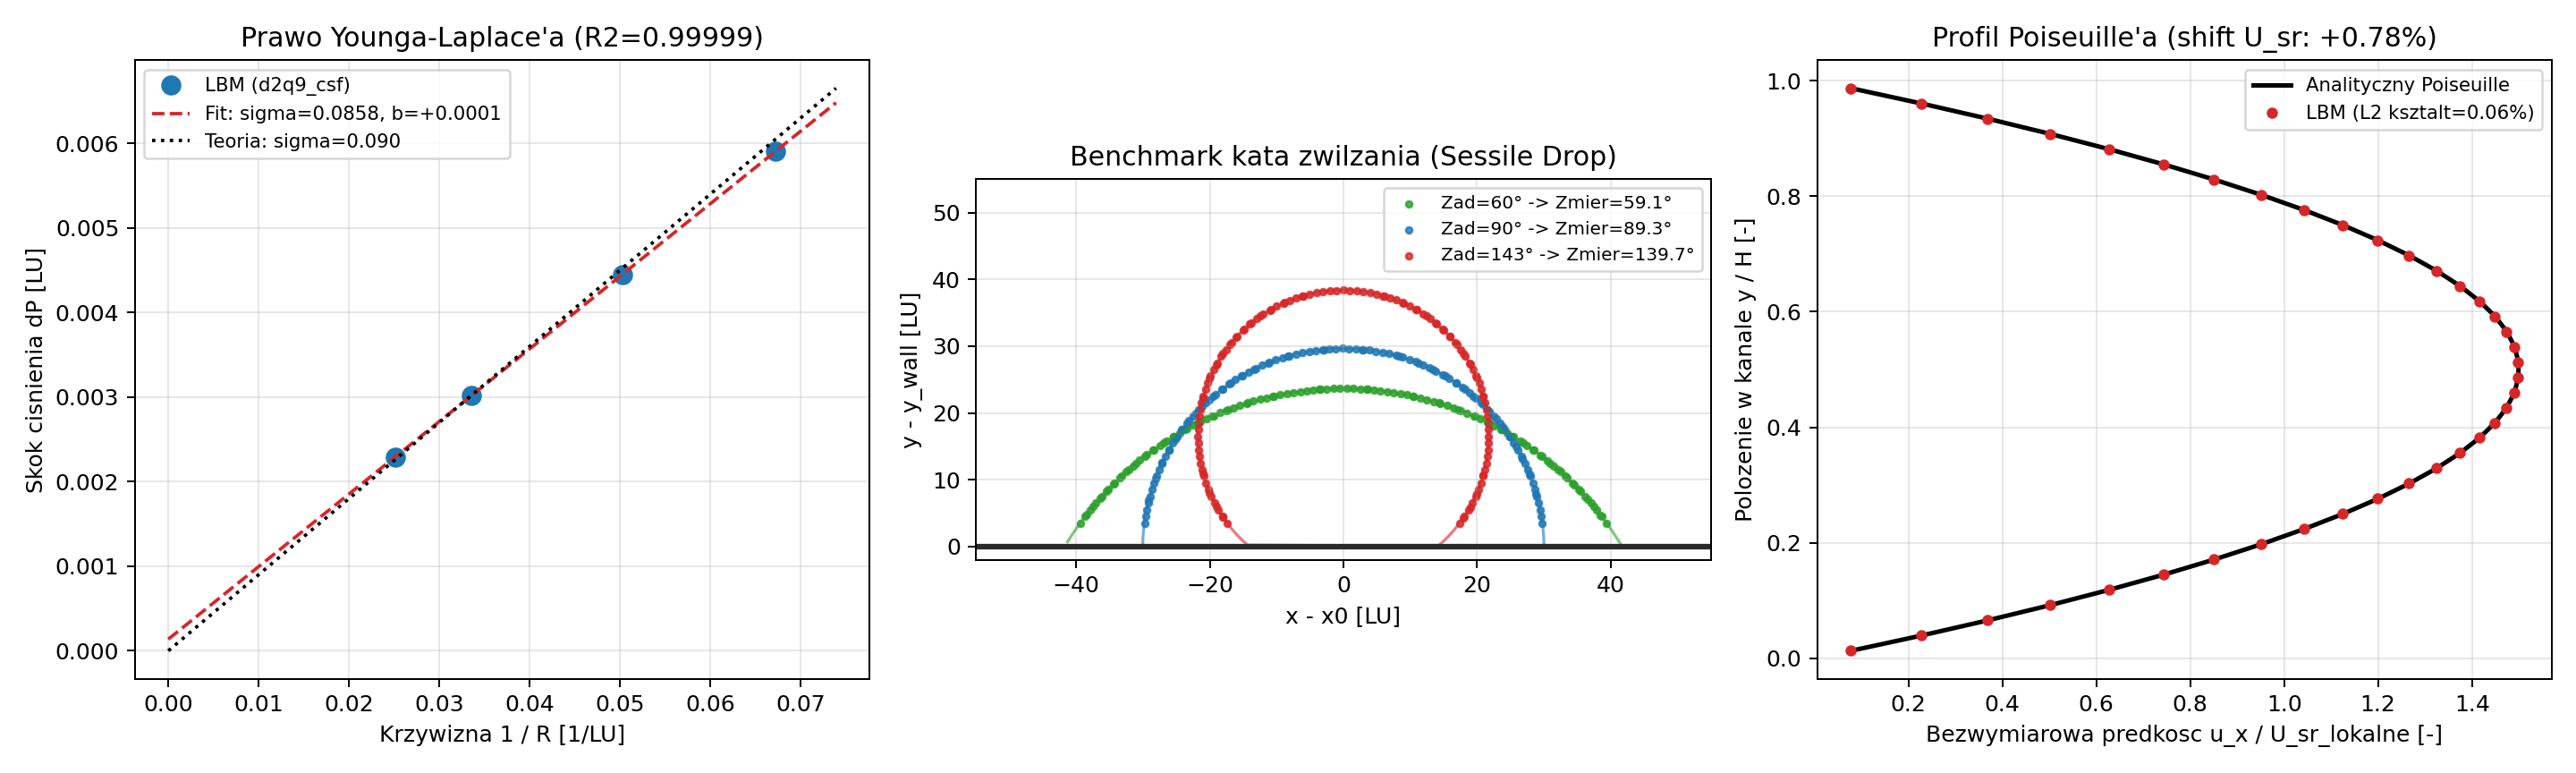 Prawo Younga-Laplace'a (R2=0.99999)
LBM (d2q9_csf)
Fit: sigma=0.0858, b=+0.0001
Teoria: sigma=0.090
Skok cisnienia dP [LU]
0.006
0.005
0.004
0.003
0.002
0.001
0.000
0.00 0.01 0.02 0.03 0.04 0.05 0.06 0.07
Krzywizna 1 / R [1/LU]
Benchmark kata zwilzania (Sessile Drop)
Zad=60° -> Zmier=59.1°
Zad=90° -> Zmier=89.3°
Zad=143° -> Zmier=139.7°
y - y_wall [LU]
50
40
30
20
10
0
−40 −20 0 20 40
x - x0 [LU]
Profil Poiseuille'a (shift U_sr: +0.78%)
Analityczny Poiseuille
LBM (L2 ksztalt=0.06%)
Polozenie w kanale y / H [-]
1.0
0.8
0.6
0.4
0.2
0.0
0.2 0.4 0.6 0.8 1.0 1.2 1.4
Bezwymiarowa predkosc u_x / U_sr_lokalne [-]